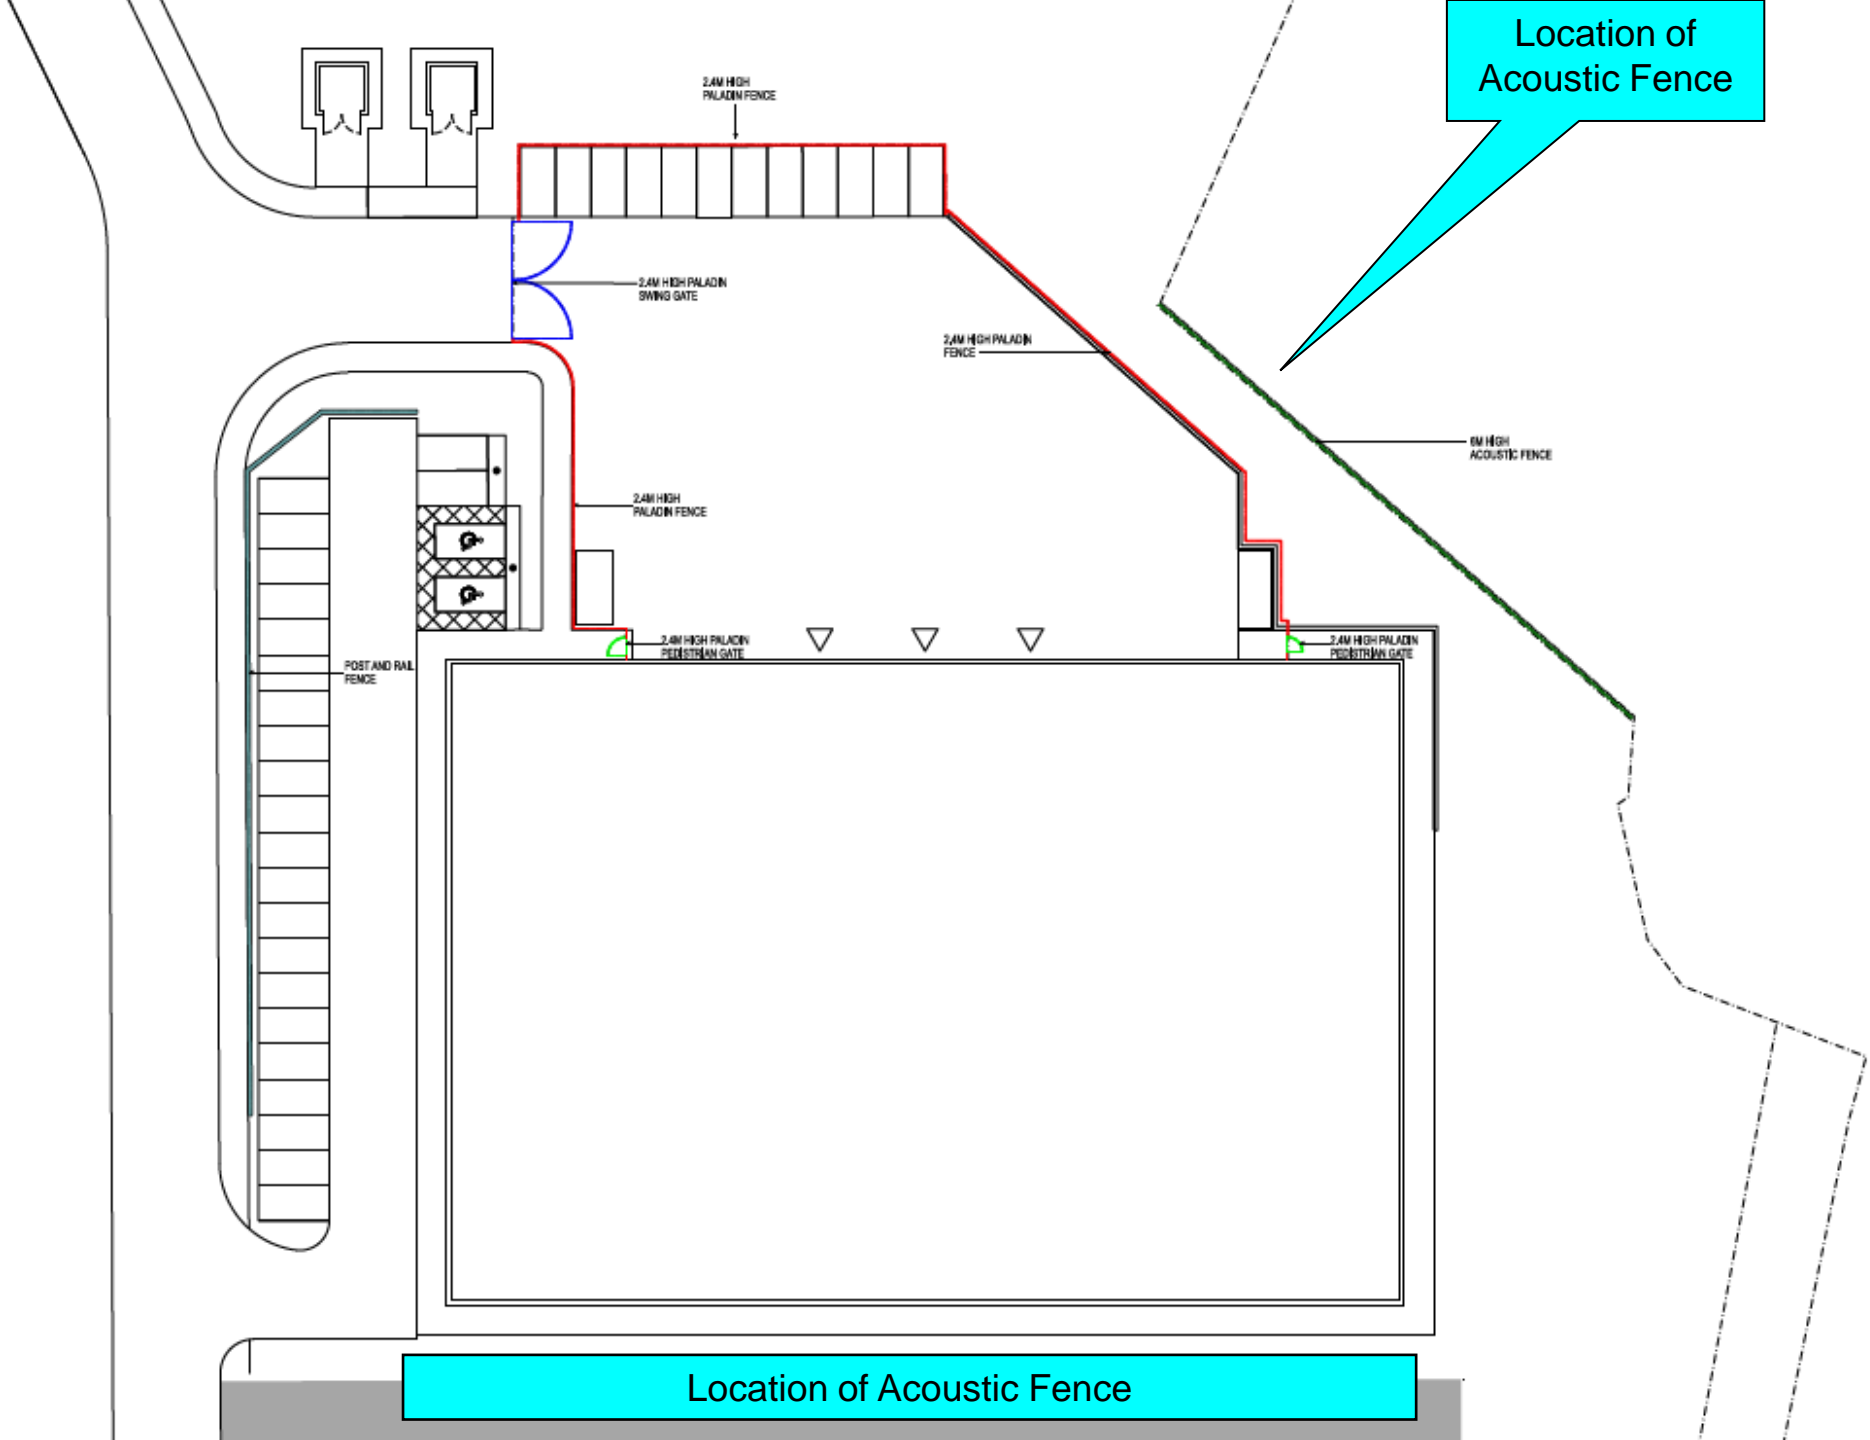 Location of
Acoustic Fence
2.4M HIGH
PALADIN FENCE
2.4M HIGH PALADIN
SWING GATE
2.4M HIGH PALADIN
FENCE
6M HIGH
ACOUSTIC FENCE
2.4M HIGH
PALADIN FENCE
2.4M HIGH PALADIN
PEDISTRIAN GATE
2.4M HIGH PALADIN
PEDISTRIAN GATE
POST AND RAIL
FENCE
Location of Acoustic Fence